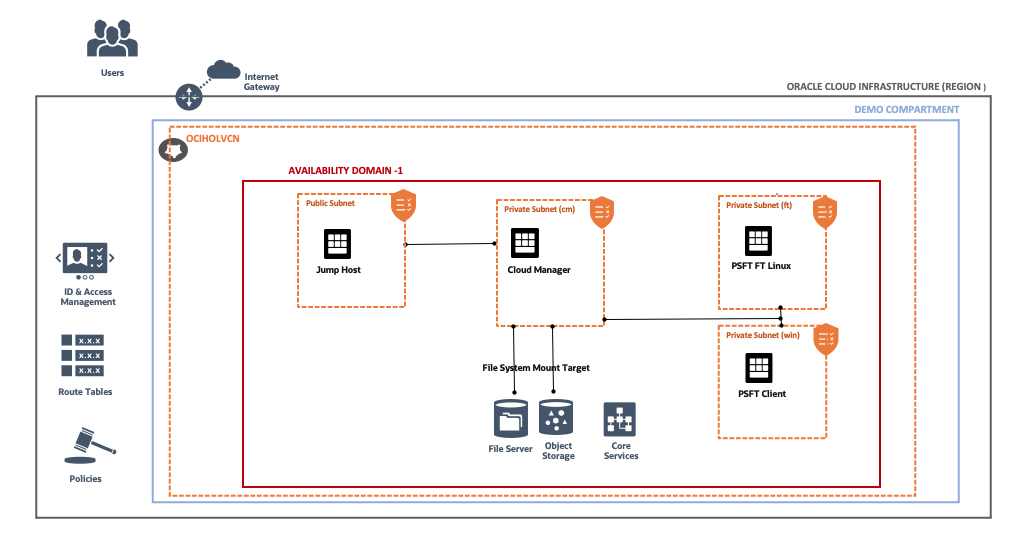 Users
Internet
Gateway
ORACLE CLOUD INFRASTRUCTURE (REGION )
DEMO COMPARTMENT
OCIHOLVCN
AVAILABILITY DOMAIN -1
Public Subnet
Jump Host
Private Subnet (cm)
Cloud Manager
Private Subnet (ft)
PSFT FT Linux
Private Subnet (win)
PSFT Client
File System Mount Target
File Server
Object
Storage
Core
Services
ID & Access
Management
x.x.x
x.x.x
x.x.x
Route Tables
Policies